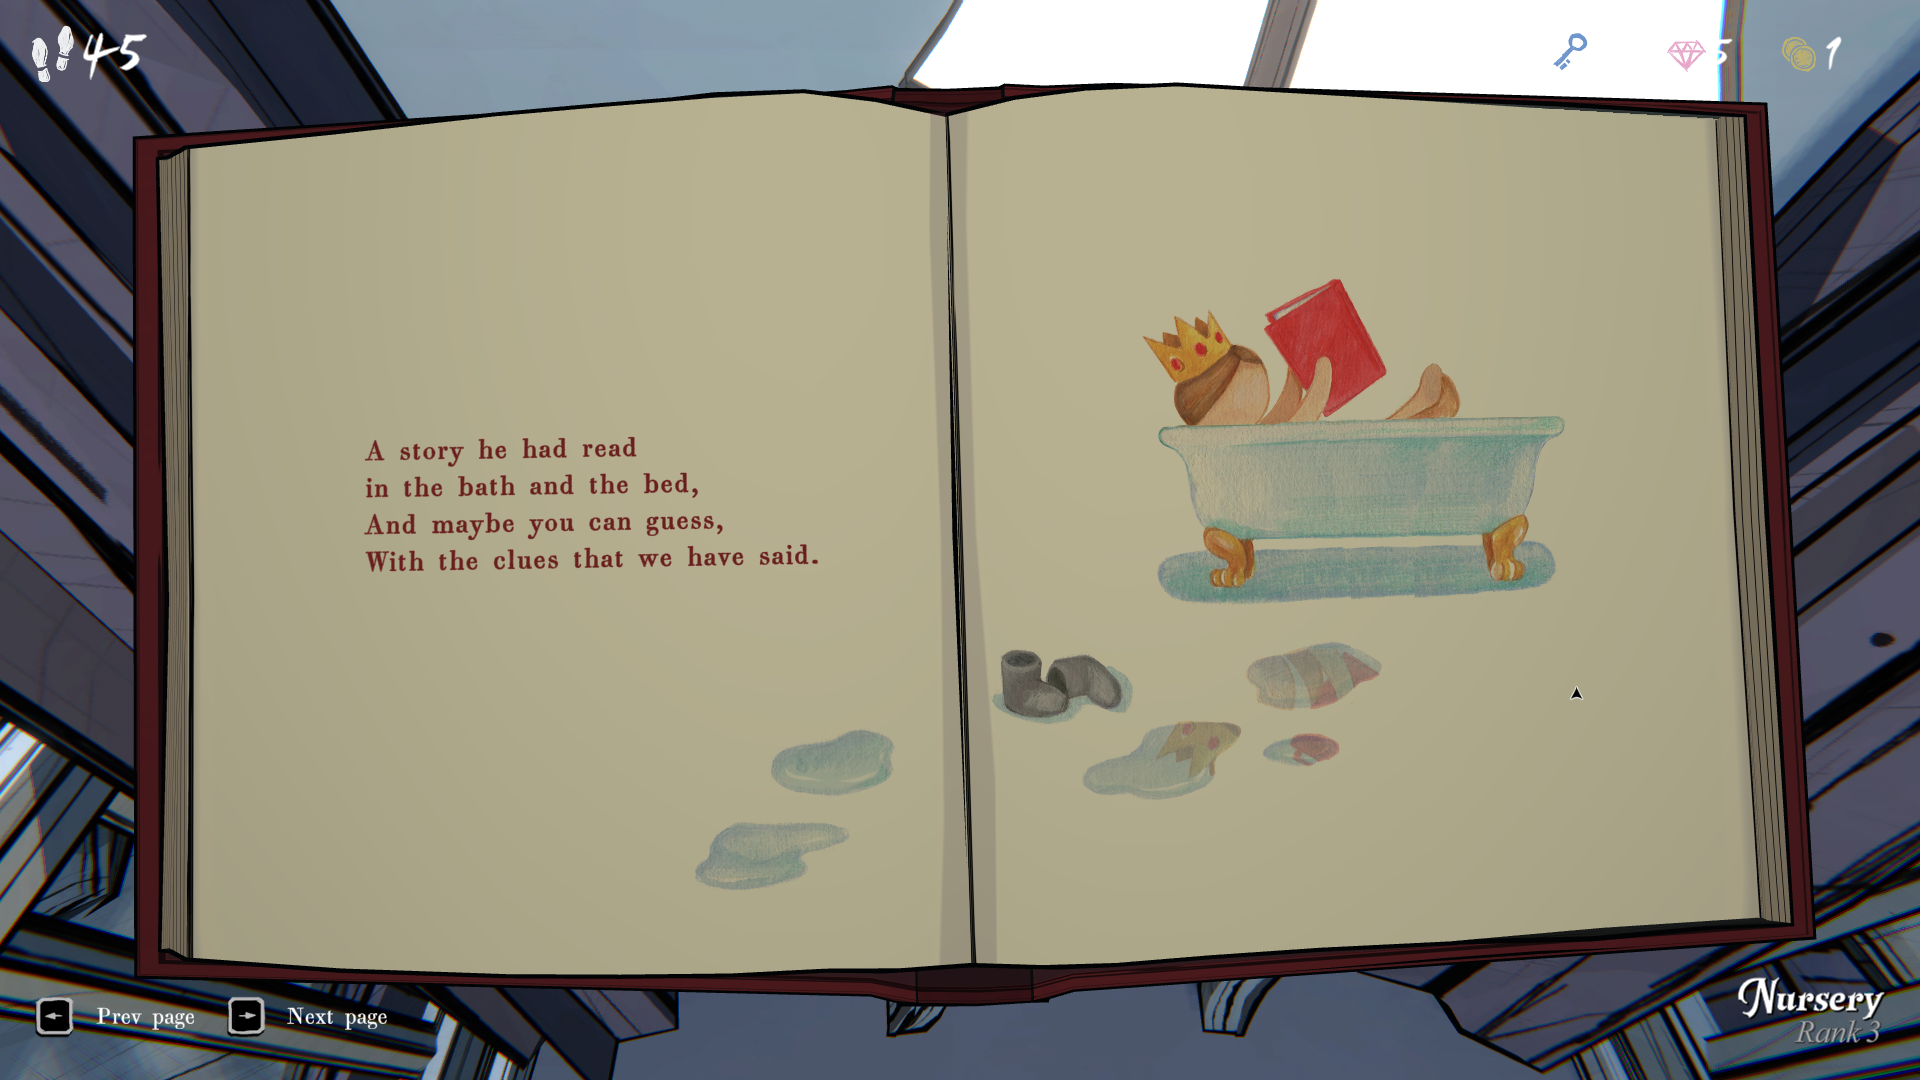 45
5
1
A story he had read
in the bath and the bed,
And maybe you can guess,
With the clues that we have said.
Prev page
Next page
Nursery
Rank 3